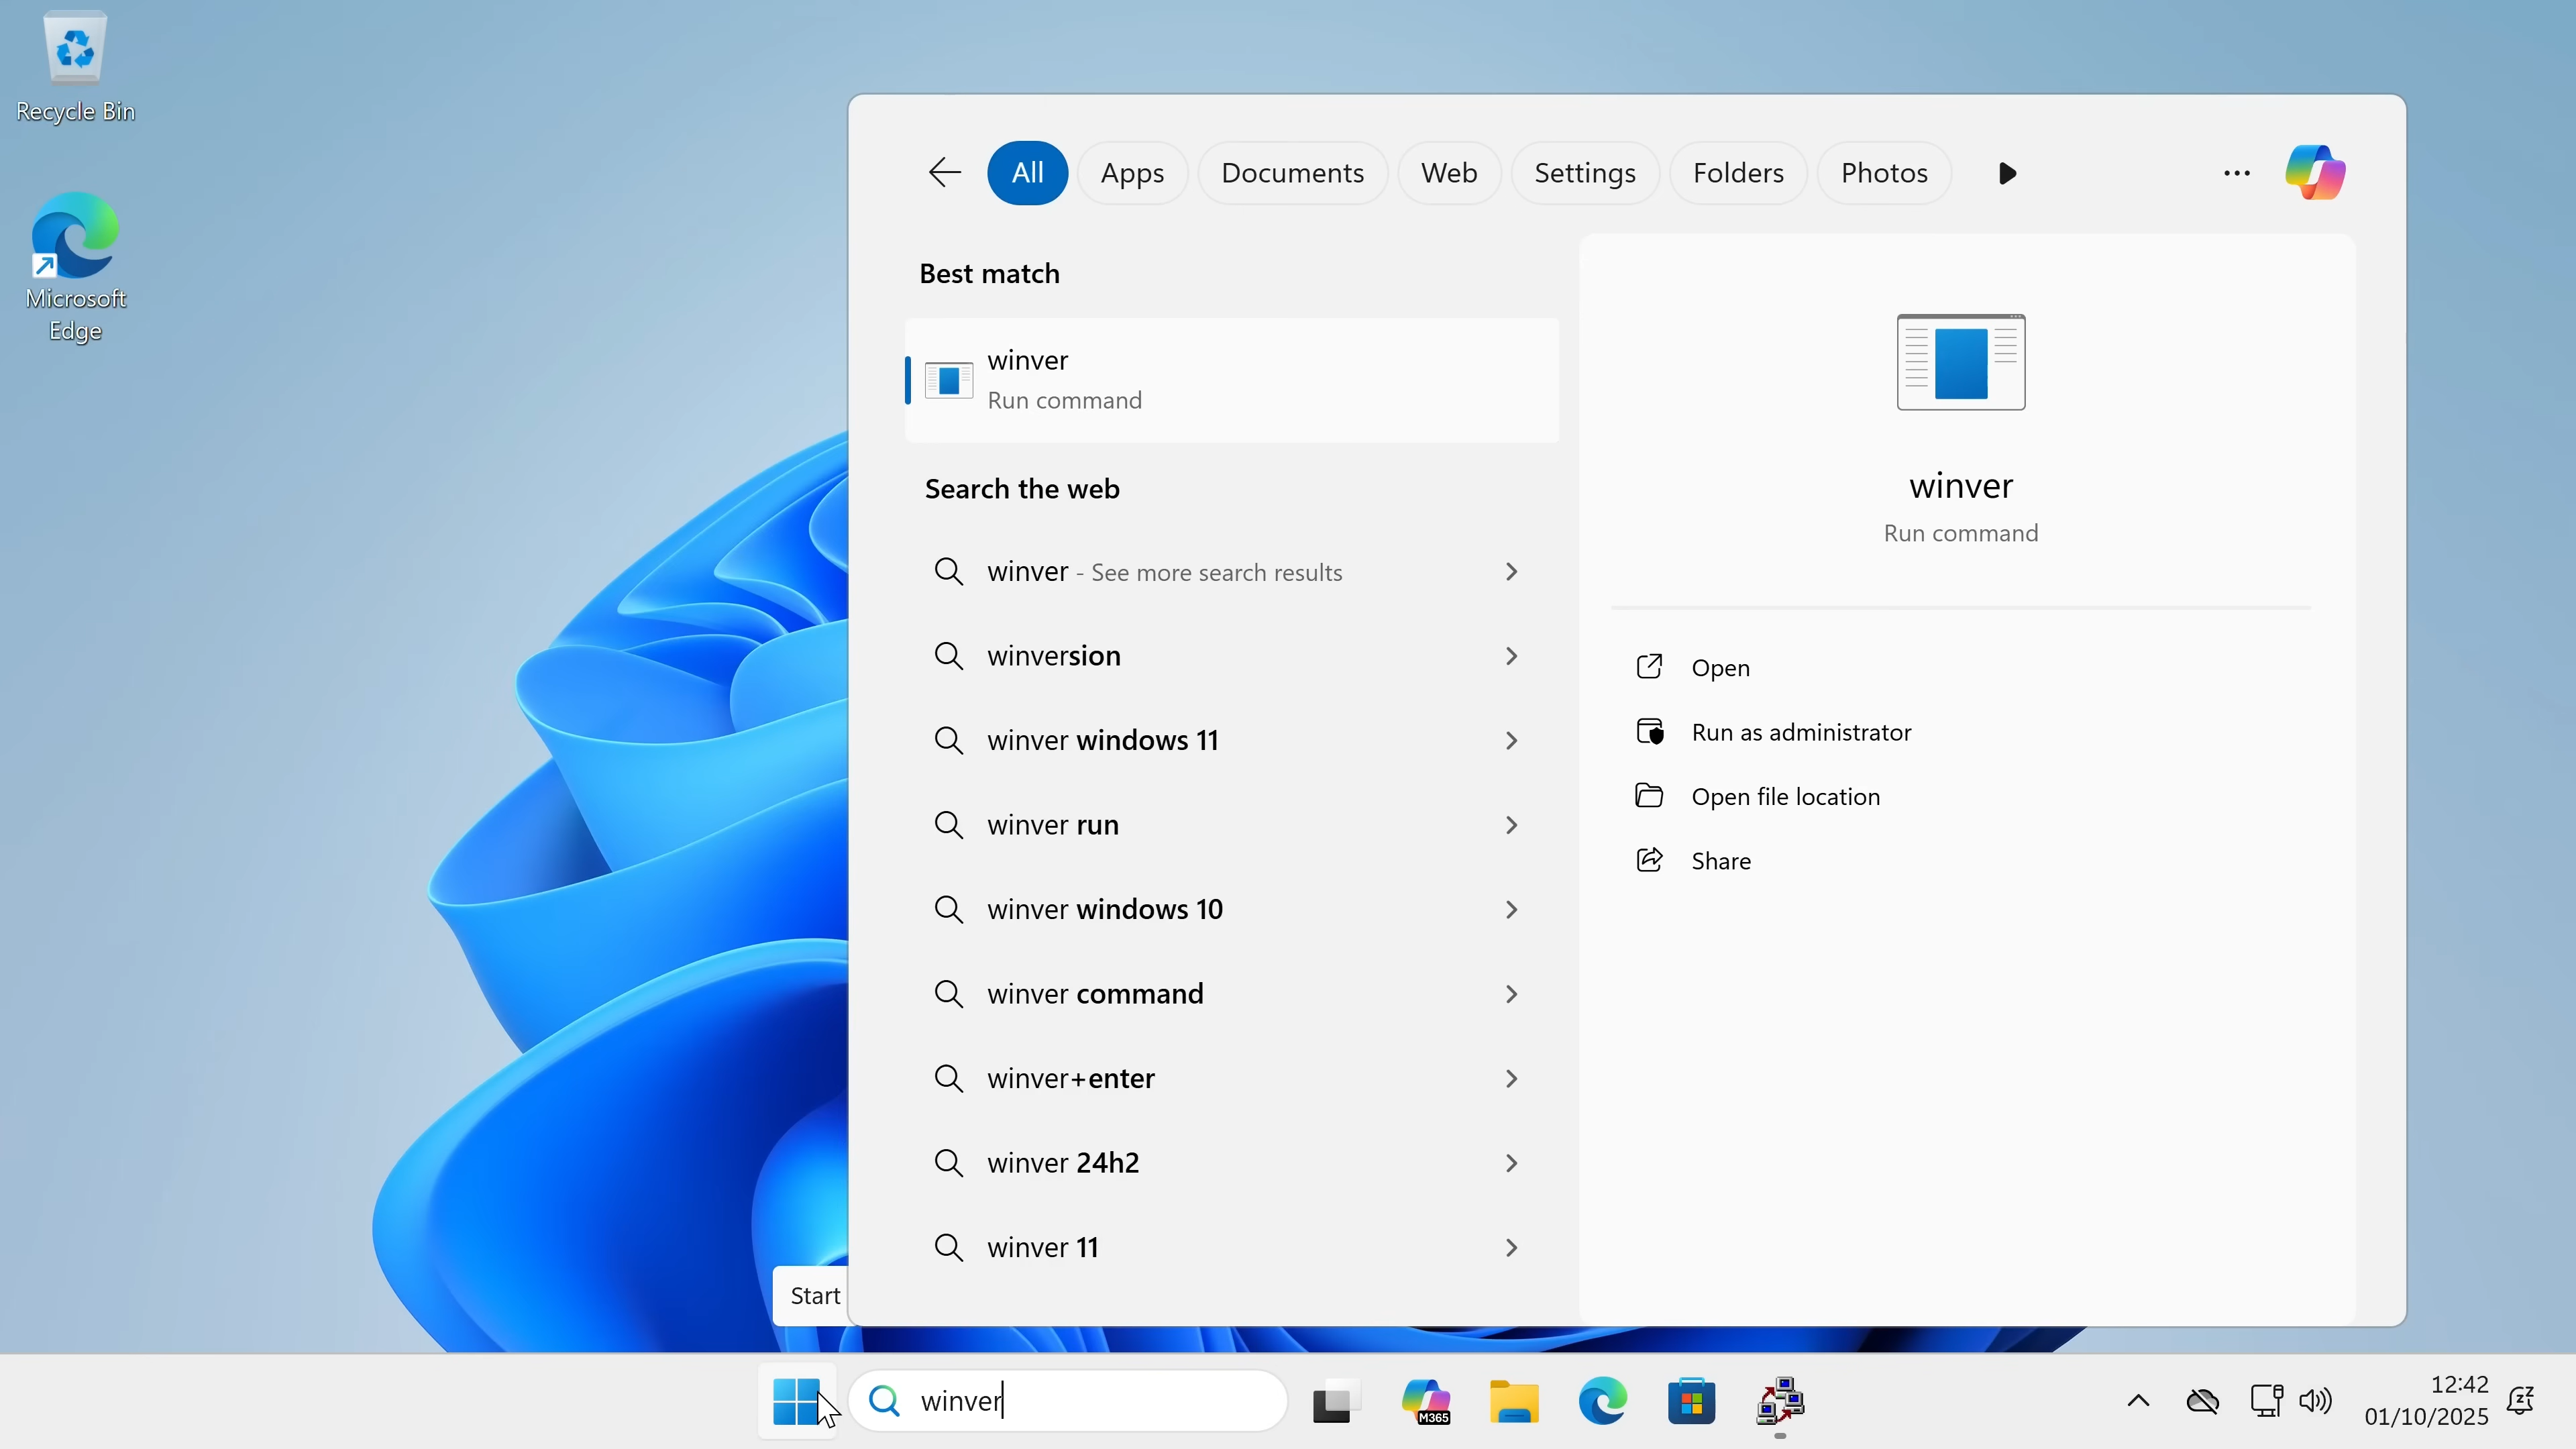 Recycle Bin
Microsoft
Edge
All
Apps
Documents
Web
Settings
Folders
Photos
Best match
winver
Run command
Search the web
winver - See more search results
winversion
winver windows 11
winver run
winver windows 10
winver command
winver+enter
winver 24h2
winver 11
winver
Run command
Open
Run as administrator
Open file location
Share
Start
winver
M365
12:42
01/10/2025